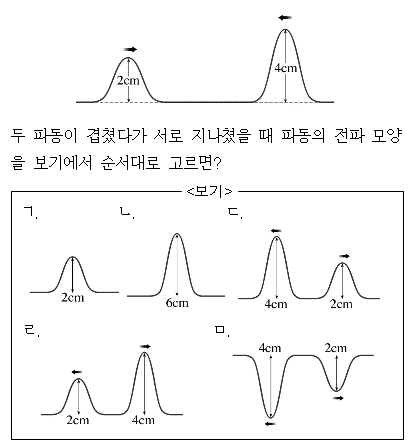 2cm
4cm
두 파동이 겹쳤다가 서로 지나쳤을 때 파동의 전파 모양
을 보기에서 순서대로 고르면?
<보기>
ㄱ. ㄴ. ㄷ.
2cm 6cm 4cm 2cm
ㄹ. ㅁ.
4cm 2cm
2cm 4cm